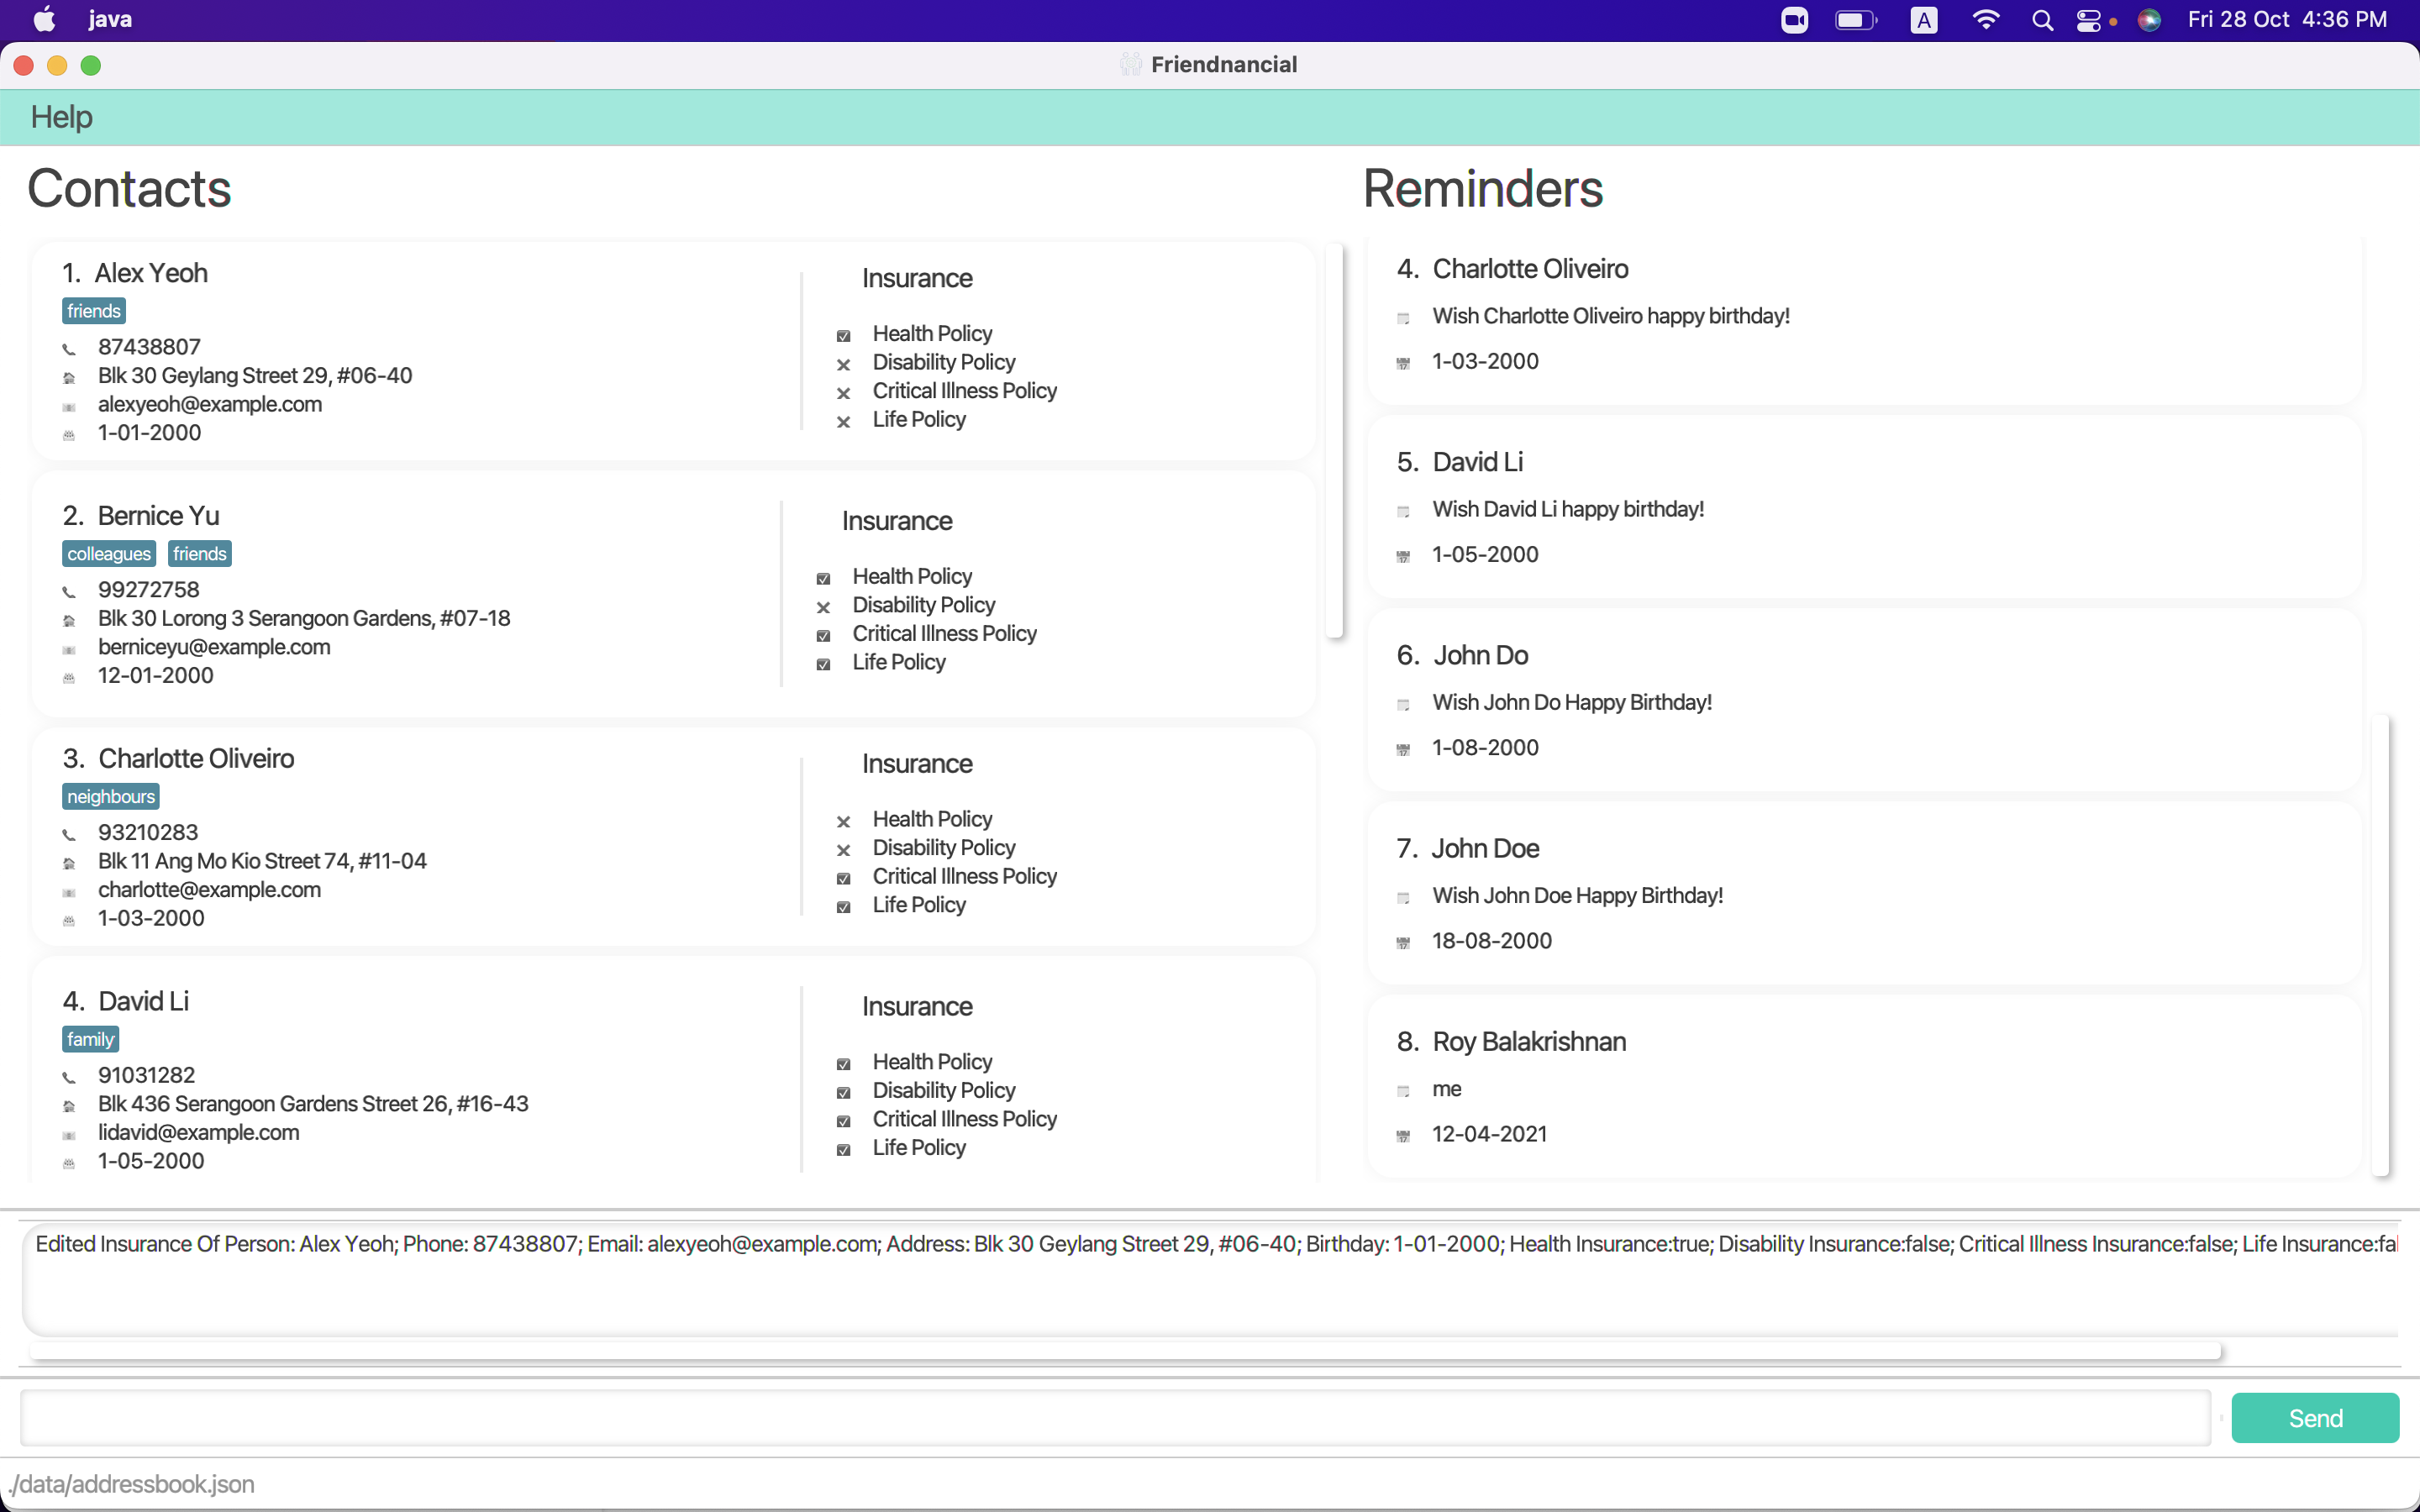 java
A
Fri 28 Oct 4:36 PM
Friendnancial
Help
Contacts
1. Alex Yeoh
friends
87438807
Blk 30 Geylang Street 29, #06-40
alexyeoh@example.com
1-01-2000
Insurance
Health Policy
Disability Policy
Critical Illness Policy
Life Policy
2. Bernice Yu
colleagues friends
99272758
Blk 30 Lorong 3 Serangoon Gardens, #07-18
berniceyu@example.com
12-01-2000
Insurance
Health Policy
Disability Policy
Critical Illness Policy
Life Policy
3. Charlotte Oliveiro
neighbours
93210283
Blk 11 Ang Mo Kio Street 74, #11-04
charlotte@example.com
1-03-2000
Insurance
Health Policy
Disability Policy
Critical Illness Policy
Life Policy
4. David Li
family
91031282
Blk 436 Serangoon Gardens Street 26, #16-43
lidavid@example.com
1-05-2000
Insurance
Health Policy
Disability Policy
Critical Illness Policy
Life Policy
Reminders
4. Charlotte Oliveiro
Wish Charlotte Oliveiro happy birthday!
1-03-2000
5. David Li
Wish David Li happy birthday!
1-05-2000
6. John Do
Wish John Do Happy Birthday!
1-08-2000
7. John Doe
Wish John Doe Happy Birthday!
18-08-2000
8. Roy Balakrishnan
me
12-04-2021
Edited Insurance Of Person: Alex Yeoh; Phone: 87438807; Email: alexyeoh@example.com; Address: Blk 30 Geylang Street 29, #06-40; Birthday: 1-01-2000; Health Insurance:true; Disability Insurance:false; Critical Illness Insurance:false; Life Insurance:fal
Send
./data/addressbook.json